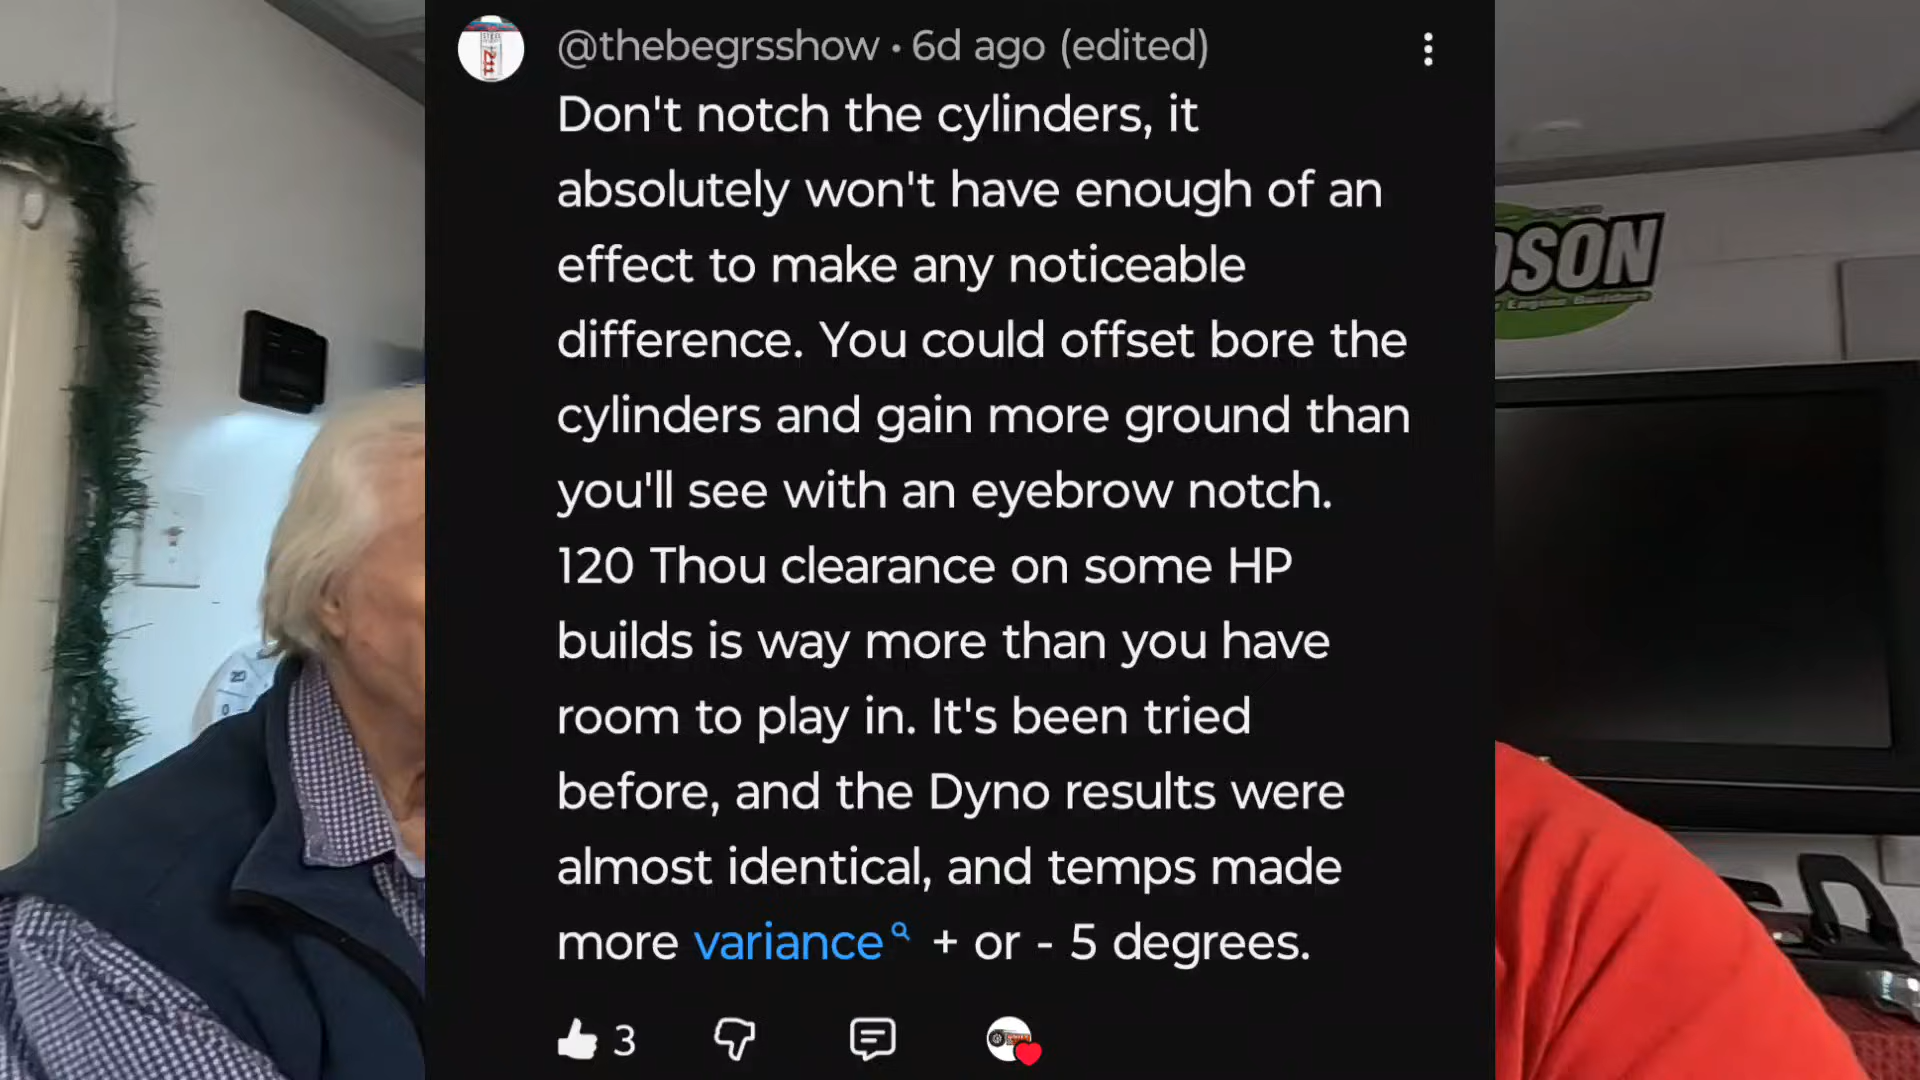 @thebegrsshow • 6d ago (edited)
Don't notch the cylinders, it
absolutely won't have enough of an
effect to make any noticeable
difference. You could offset bore the
cylinders and gain more ground than
you'll see with an eyebrow notch.
120 Thou clearance on some HP
builds is way more than you have
room to play in. It's been tried
before, and the Dyno results were
almost identical, and temps made
more variance + or - 5 degrees.
3
SON
Engine Builders